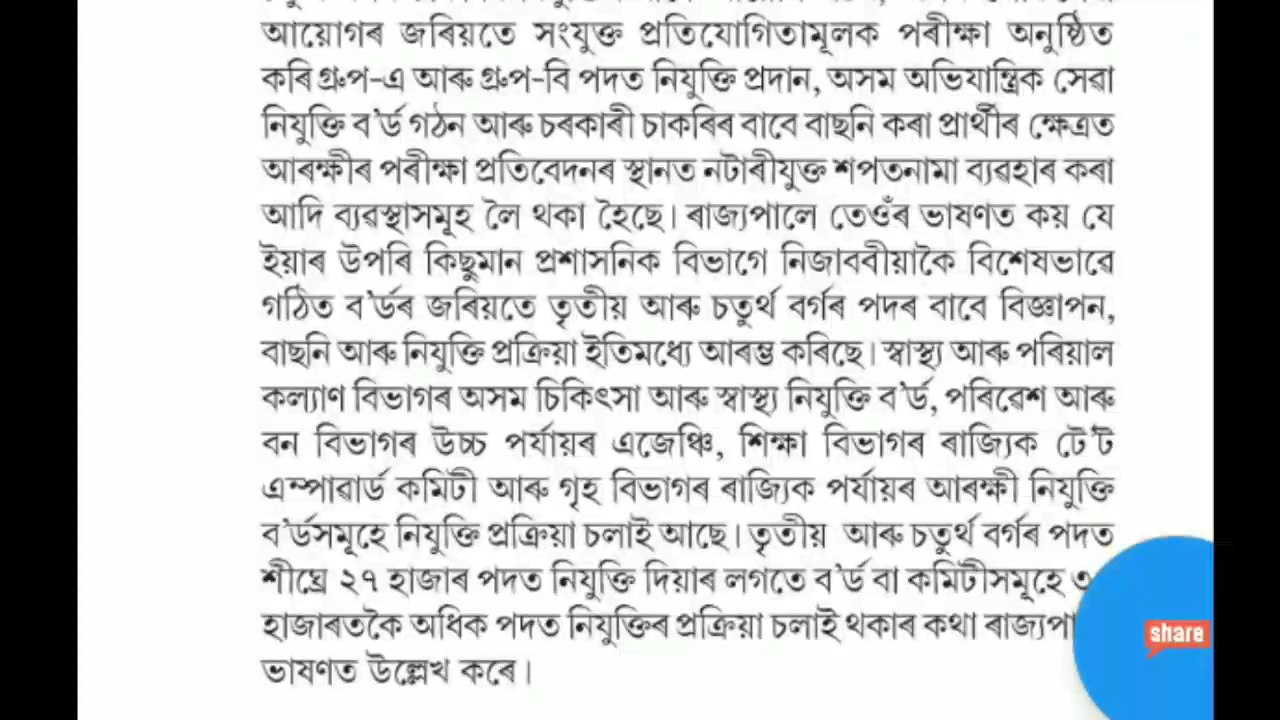 আয়োগৰ জৰিয়তে সংযুক্ত প্ৰতিযোগিতামূলক পৰীক্ষা অনুষ্ঠিত
কৰি গ্ৰুপ-এ আৰু গ্ৰুপ-বি পদত নিযুক্তি প্ৰদান, অসম অভিযান্ত্ৰিক সেৱা
নিযুক্তি ব'ৰ্ড গঠন আৰু চৰকাৰী চাকৰিৰ বাবে বাছনি কৰা প্ৰাৰ্থীৰ ক্ষেত্ৰত
আৰক্ষীৰ পৰীক্ষা প্ৰতিবেদনৰ স্থানত নটাৰীযুক্ত শপতনামা ব্যৱহাৰ কৰা
আদি ব্যৱস্থাসমূহ লৈ থকা হৈছে। ৰাজ্যপালে তেওঁৰ ভাষণত কয় যে
ইয়াৰ উপৰি কিছুমান প্ৰশাসনিক বিভাগে নিজাববীয়াকৈ বিশেষভাৱে
গঠিত ব'ৰ্ডৰ জৰিয়তে তৃতীয় আৰু চতুৰ্থ বৰ্গৰ পদৰ বাবে বিজ্ঞাপন,
বাছনি আৰু নিযুক্তি প্ৰক্ৰিয়া ইতিমধ্যে আৰম্ভ কৰিছে। স্বাস্থ্য আৰু পৰিয়াল
কল্যাণ বিভাগৰ অসম চিকিৎসা আৰু স্বাস্থ্য নিযুক্তি ব'ৰ্ড, পৰিৱেশ আৰু
বন বিভাগৰ উচ্চ পৰ্যায়ৰ এজেঞ্চি, শিক্ষা বিভাগৰ ৰাজ্যিক টে'ট
এম্পাৱাৰ্ড কমিটী আৰু গৃহ বিভাগৰ ৰাজ্যিক পৰ্যায়ৰ আৰক্ষী নিযুক্তি
ব'ৰ্ডসমূহে নিযুক্তি প্ৰক্ৰিয়া চলাই আছে। তৃতীয় আৰু চতুৰ্থ বৰ্গৰ পদত
শীঘ্ৰে ২৭ হাজাৰ পদত নিযুক্তি দিয়াৰ লগতে ব'ৰ্ড বা কমিটীসমূহে
হাজাৰতকৈ অধিক পদত নিযুক্তিৰ প্ৰক্ৰিয়া চলাই থকাৰ কথা
ভাষণত উল্লেখ কৰে।
share